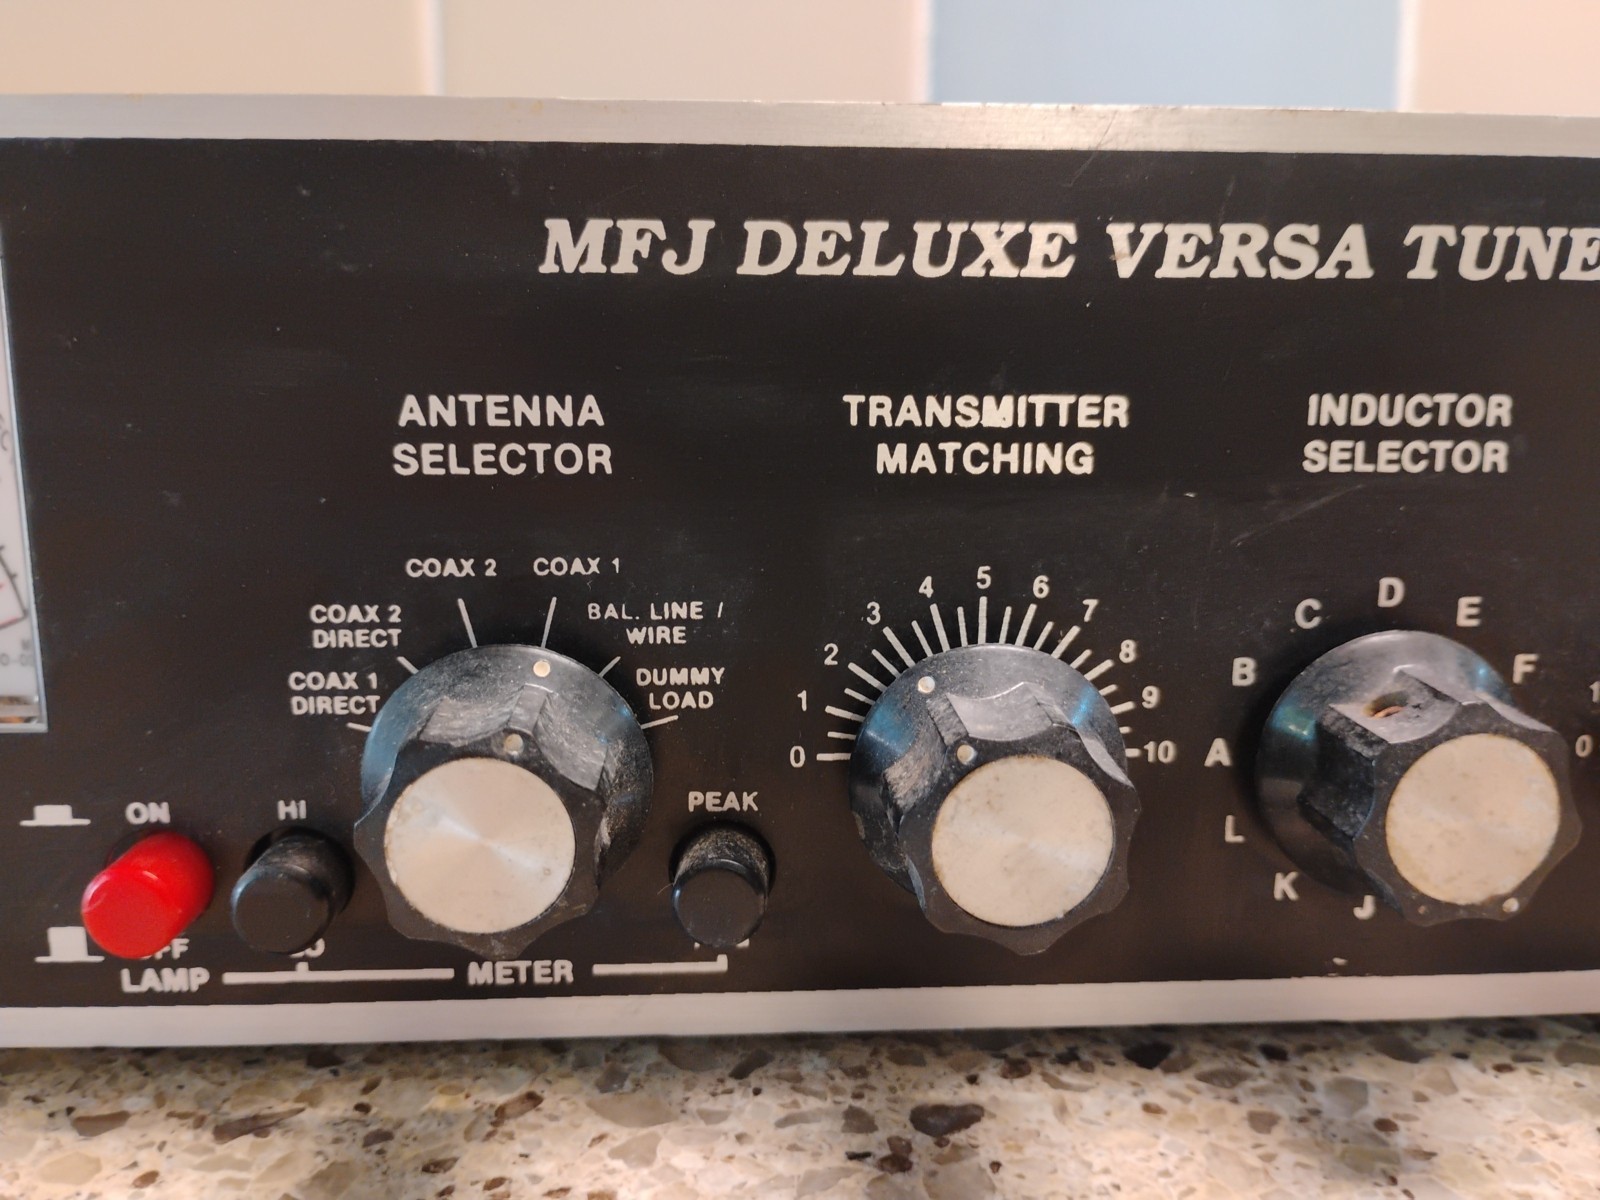 MFJ DELUXE VERSA TUNE
ANTENNA
SELECTOR
COAX 2
COAX 1
COAX 2
DIRECT
BAL. LINE /
WIRE
COAX 1
DIRECT
DUMMY
LOAD
TRANSMITTER
MATCHING
0
1
2
3
4
5
6
7
8
9
10
INDUCTOR
SELECTOR
A
B
C
D
E
F
L
K
J
0
ON
HI
PEAK
LAMP
METER